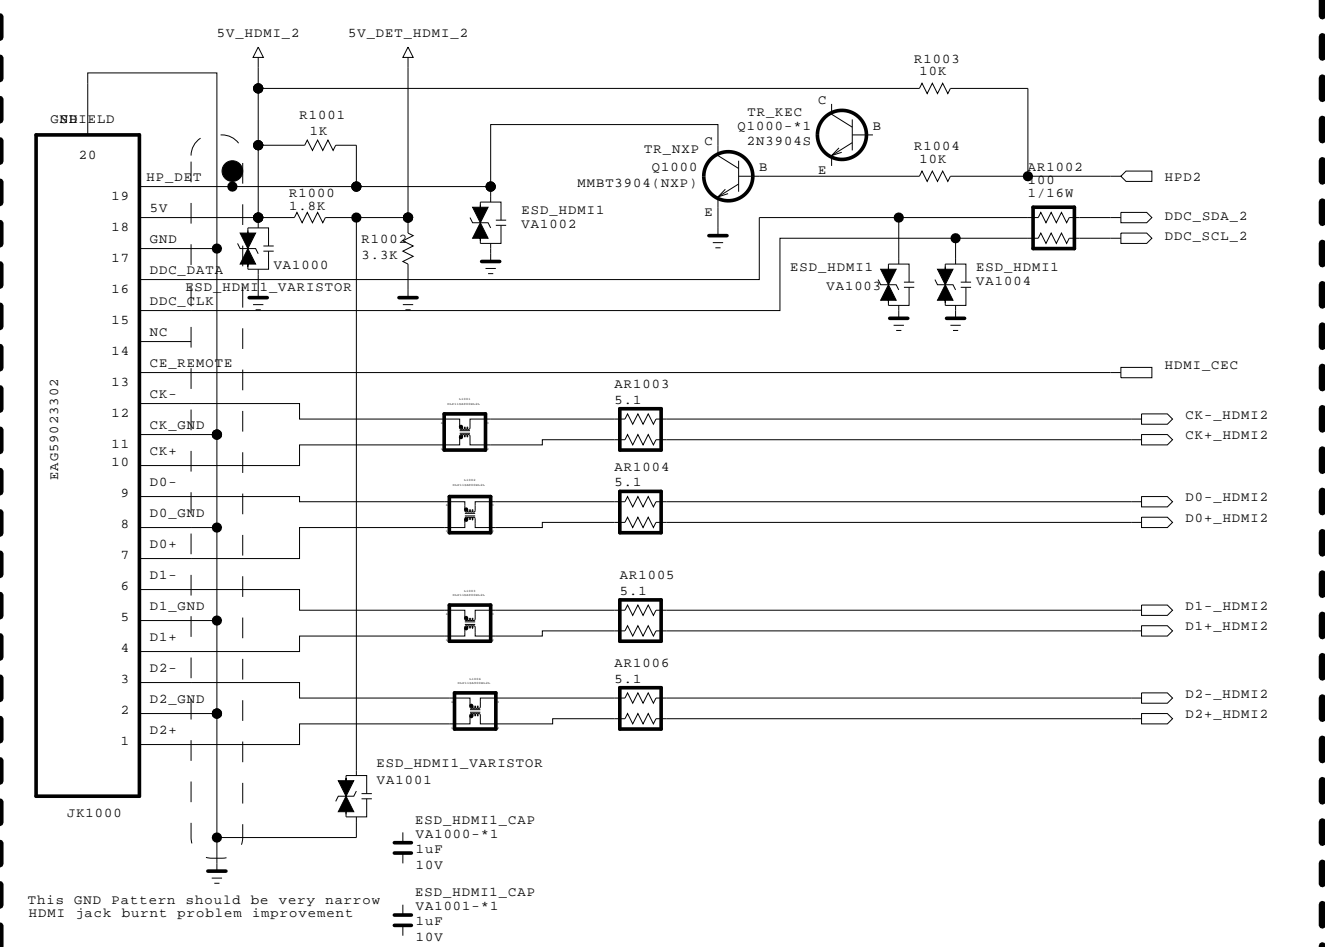 5V_HDMI_2
5V_DET_HDMI_2
R1003
10K
GND
SHIELD
20
R1001
1K
TR_KEC
Q1000-*1
2N3904S
C
B
E
TR_NXP
Q1000
MMBT3904(NXP)
C
B
E
R1004
10K
AR1002
100
1/16W
HPD2
DDC_SDA_2
DDC_SCL_2
HP_DET
19
R1000
1.8K
5V
18
GND
17
R1002
3.3K
ESD_HDMI1
VA1002
VA1000
ESD_HDMI1_VARISTOR
ESD_HDMI1
VA1003
ESD_HDMI1
VA1004
DDC_DATA
16
DDC_CLK
15
NC
14
CE_REMOTE
13
HDMI_CEC
CK-
12
CK_GND
11
CK+
10
AR1003
5.1
CK-_HDMI2
CK+_HDMI2
EAG59023302
D0-
9
D0_GND
8
D0+
7
AR1004
5.1
D0-_HDMI2
D0+_HDMI2
D1-
6
D1_GND
5
D1+
4
AR1005
5.1
D1-_HDMI2
D1+_HDMI2
D2-
3
D2_GND
2
D2+
1
AR1006
5.1
D2-_HDMI2
D2+_HDMI2
ESD_HDMI1_VARISTOR
VA1001
JK1000
ESD_HDMI1_CAP
VA1000-*1
1uF
10V
ESD_HDMI1_CAP
VA1001-*1
1uF
10V
This GND Pattern should be very narrow
HDMI jack burnt problem improvement